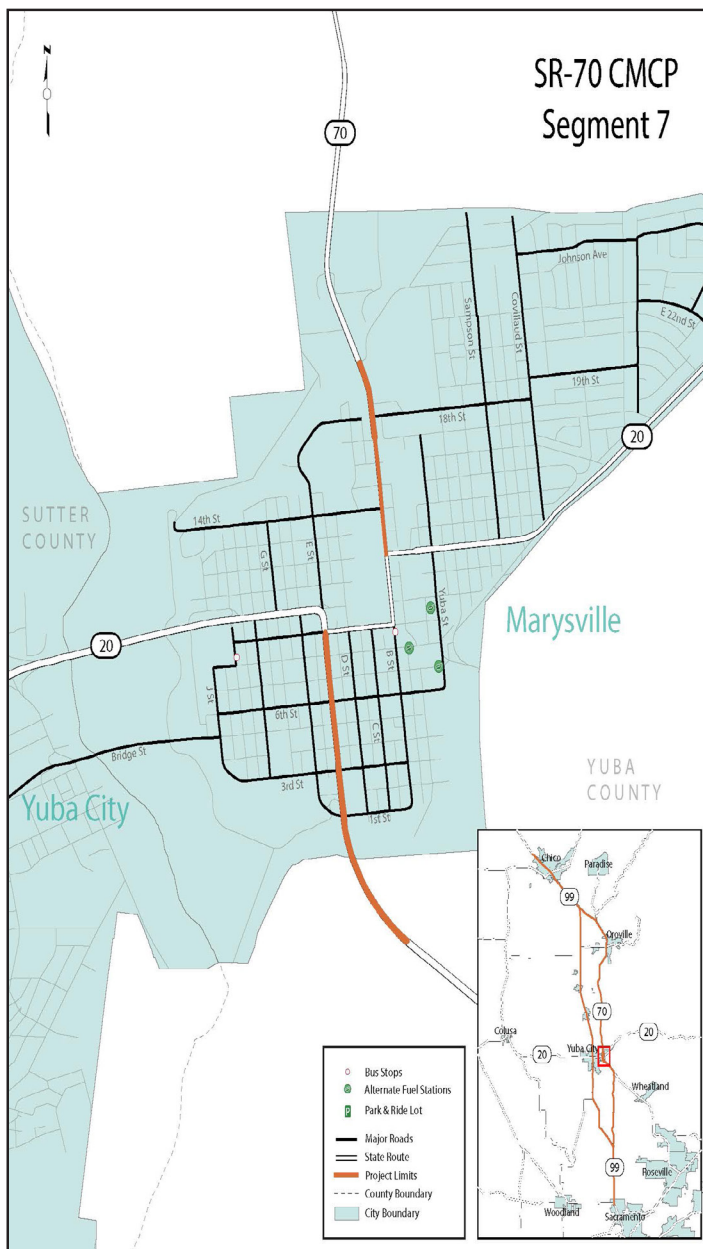 N
SR-70 CMCP
Segment 7
70
Johnson Ave
Sampson St
Covillaud St
E 22nd St
19th St
18th St
20
SUTTER
COUNTY
14th St
G St
E St
Yuba St
Marysville
20
D St
B St
J St
6th St
C St
Bridge St
3rd St
1st St
Yuba City
YUBA
COUNTY
Bus Stops
Alternate Fuel Stations
P
Park & Ride Lot
Major Roads
State Route
Project Limits
County Boundary
City Boundary
Chico
Paradise
99
Oroville
70
Colusa
20
Yuba City
20
Wheatland
99
Roseville
Woodland
Sacramento